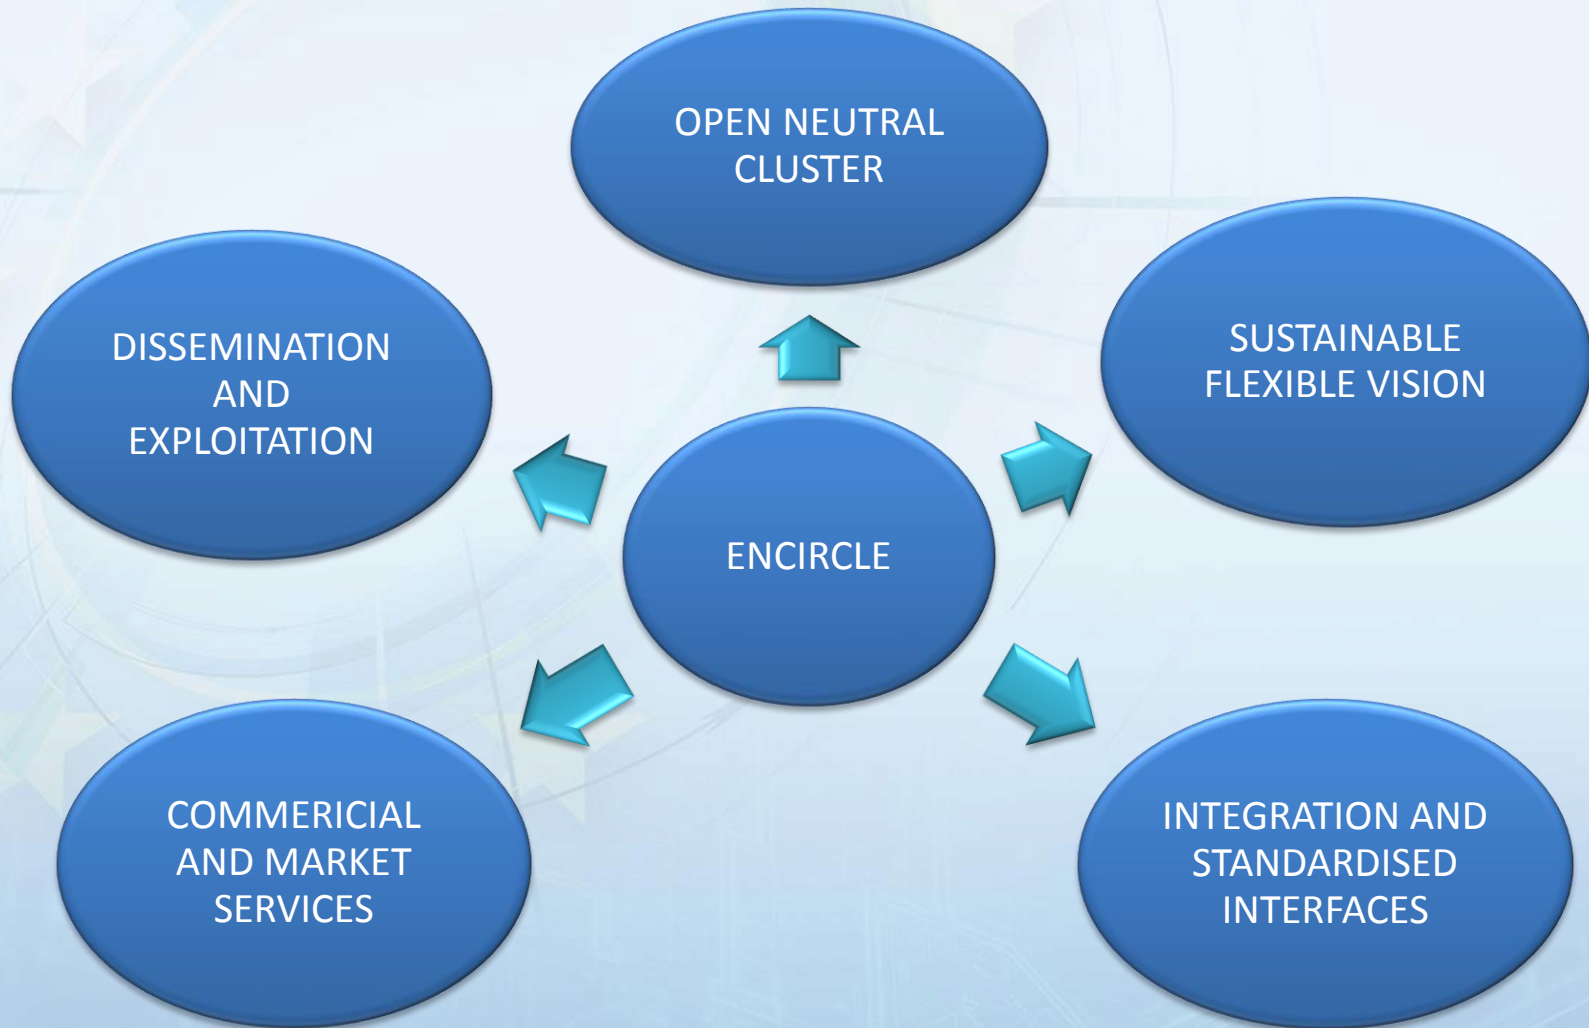 OPEN NEUTRAL
CLUSTER
SUSTAINABLE
FLEXIBLE VISION
DISSEMINATION
AND
EXPLOITATION
ENCIRCLE
COMMERICIAL
AND MARKET
SERVICES
INTEGRATION AND
STANDARDISED
INTERFACES